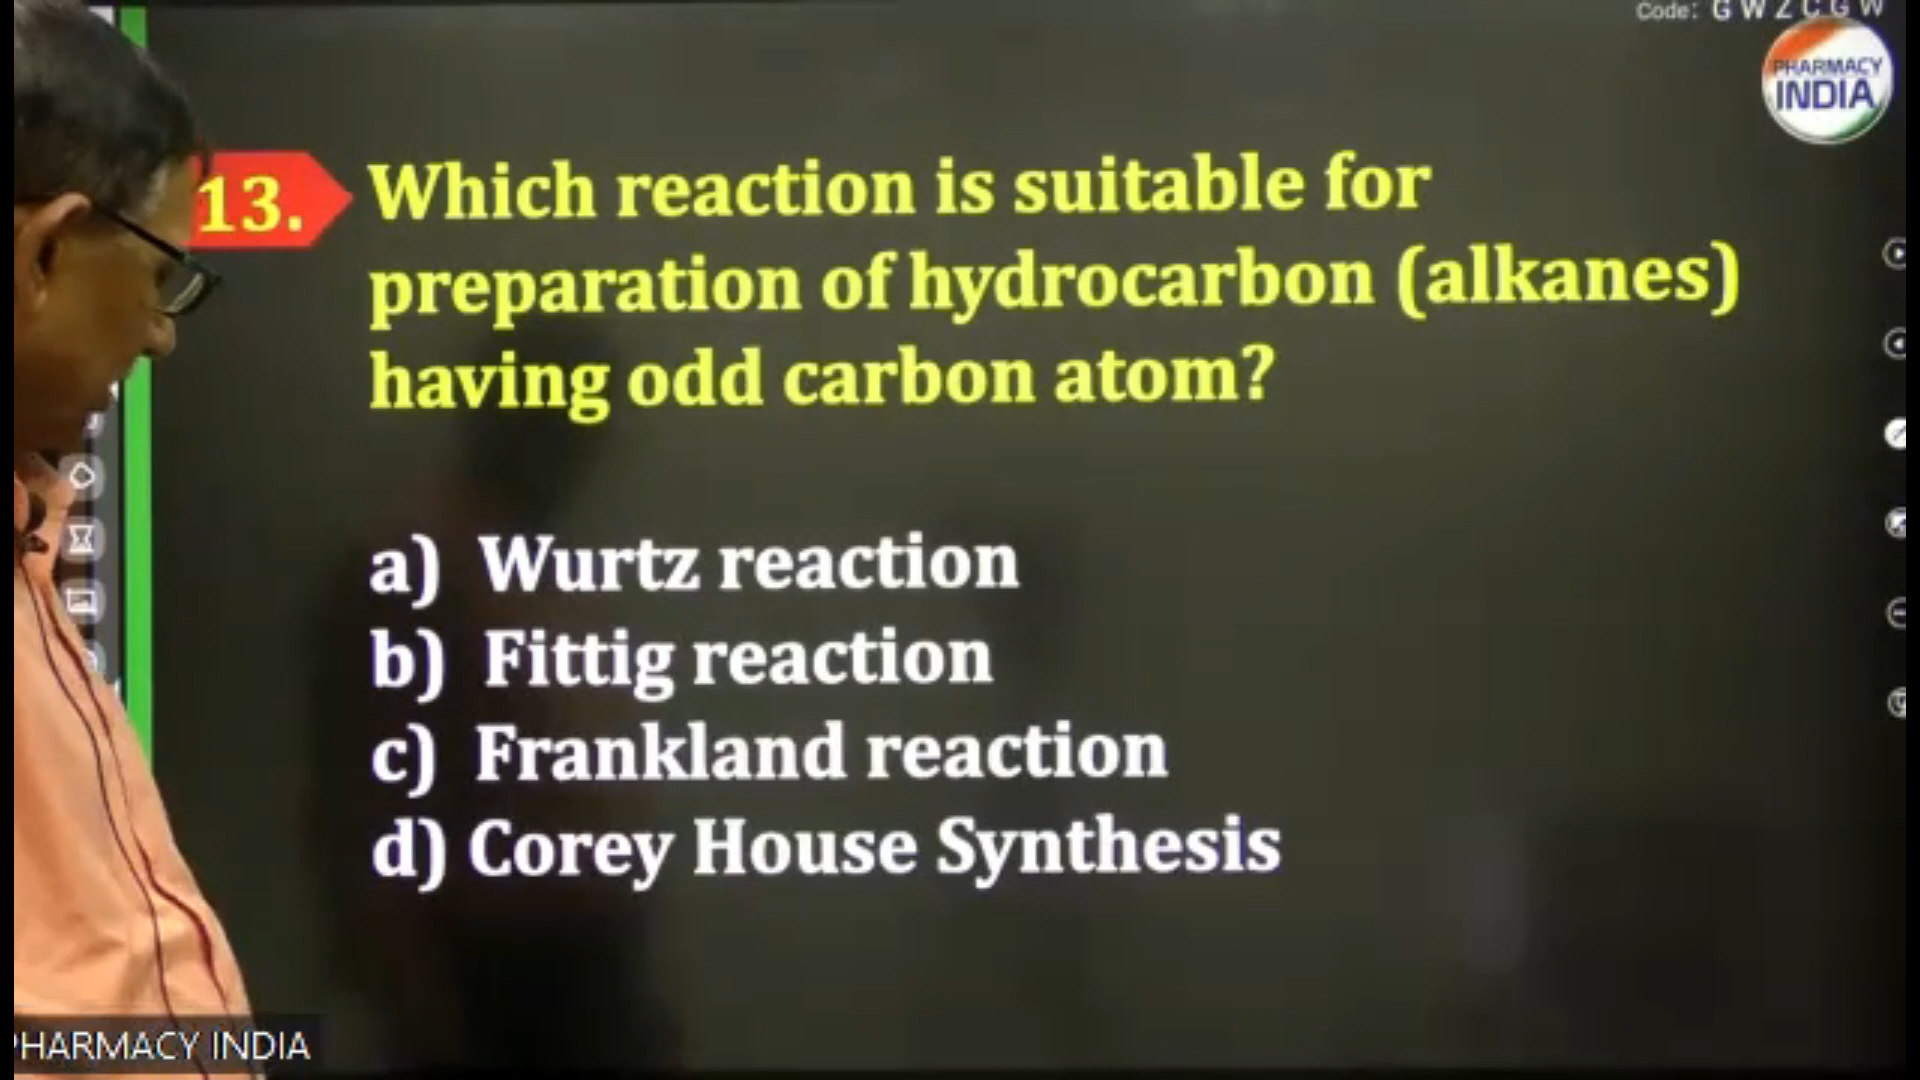 Code: G W Z C G W
PHARMACY
INDIA
13. Which reaction is suitable for
preparation of hydrocarbon (alkanes)
having odd carbon atom?
a) Wurtz reaction
b) Fittig reaction
c) Frankland reaction
d) Corey House Synthesis
PHARMACY INDIA